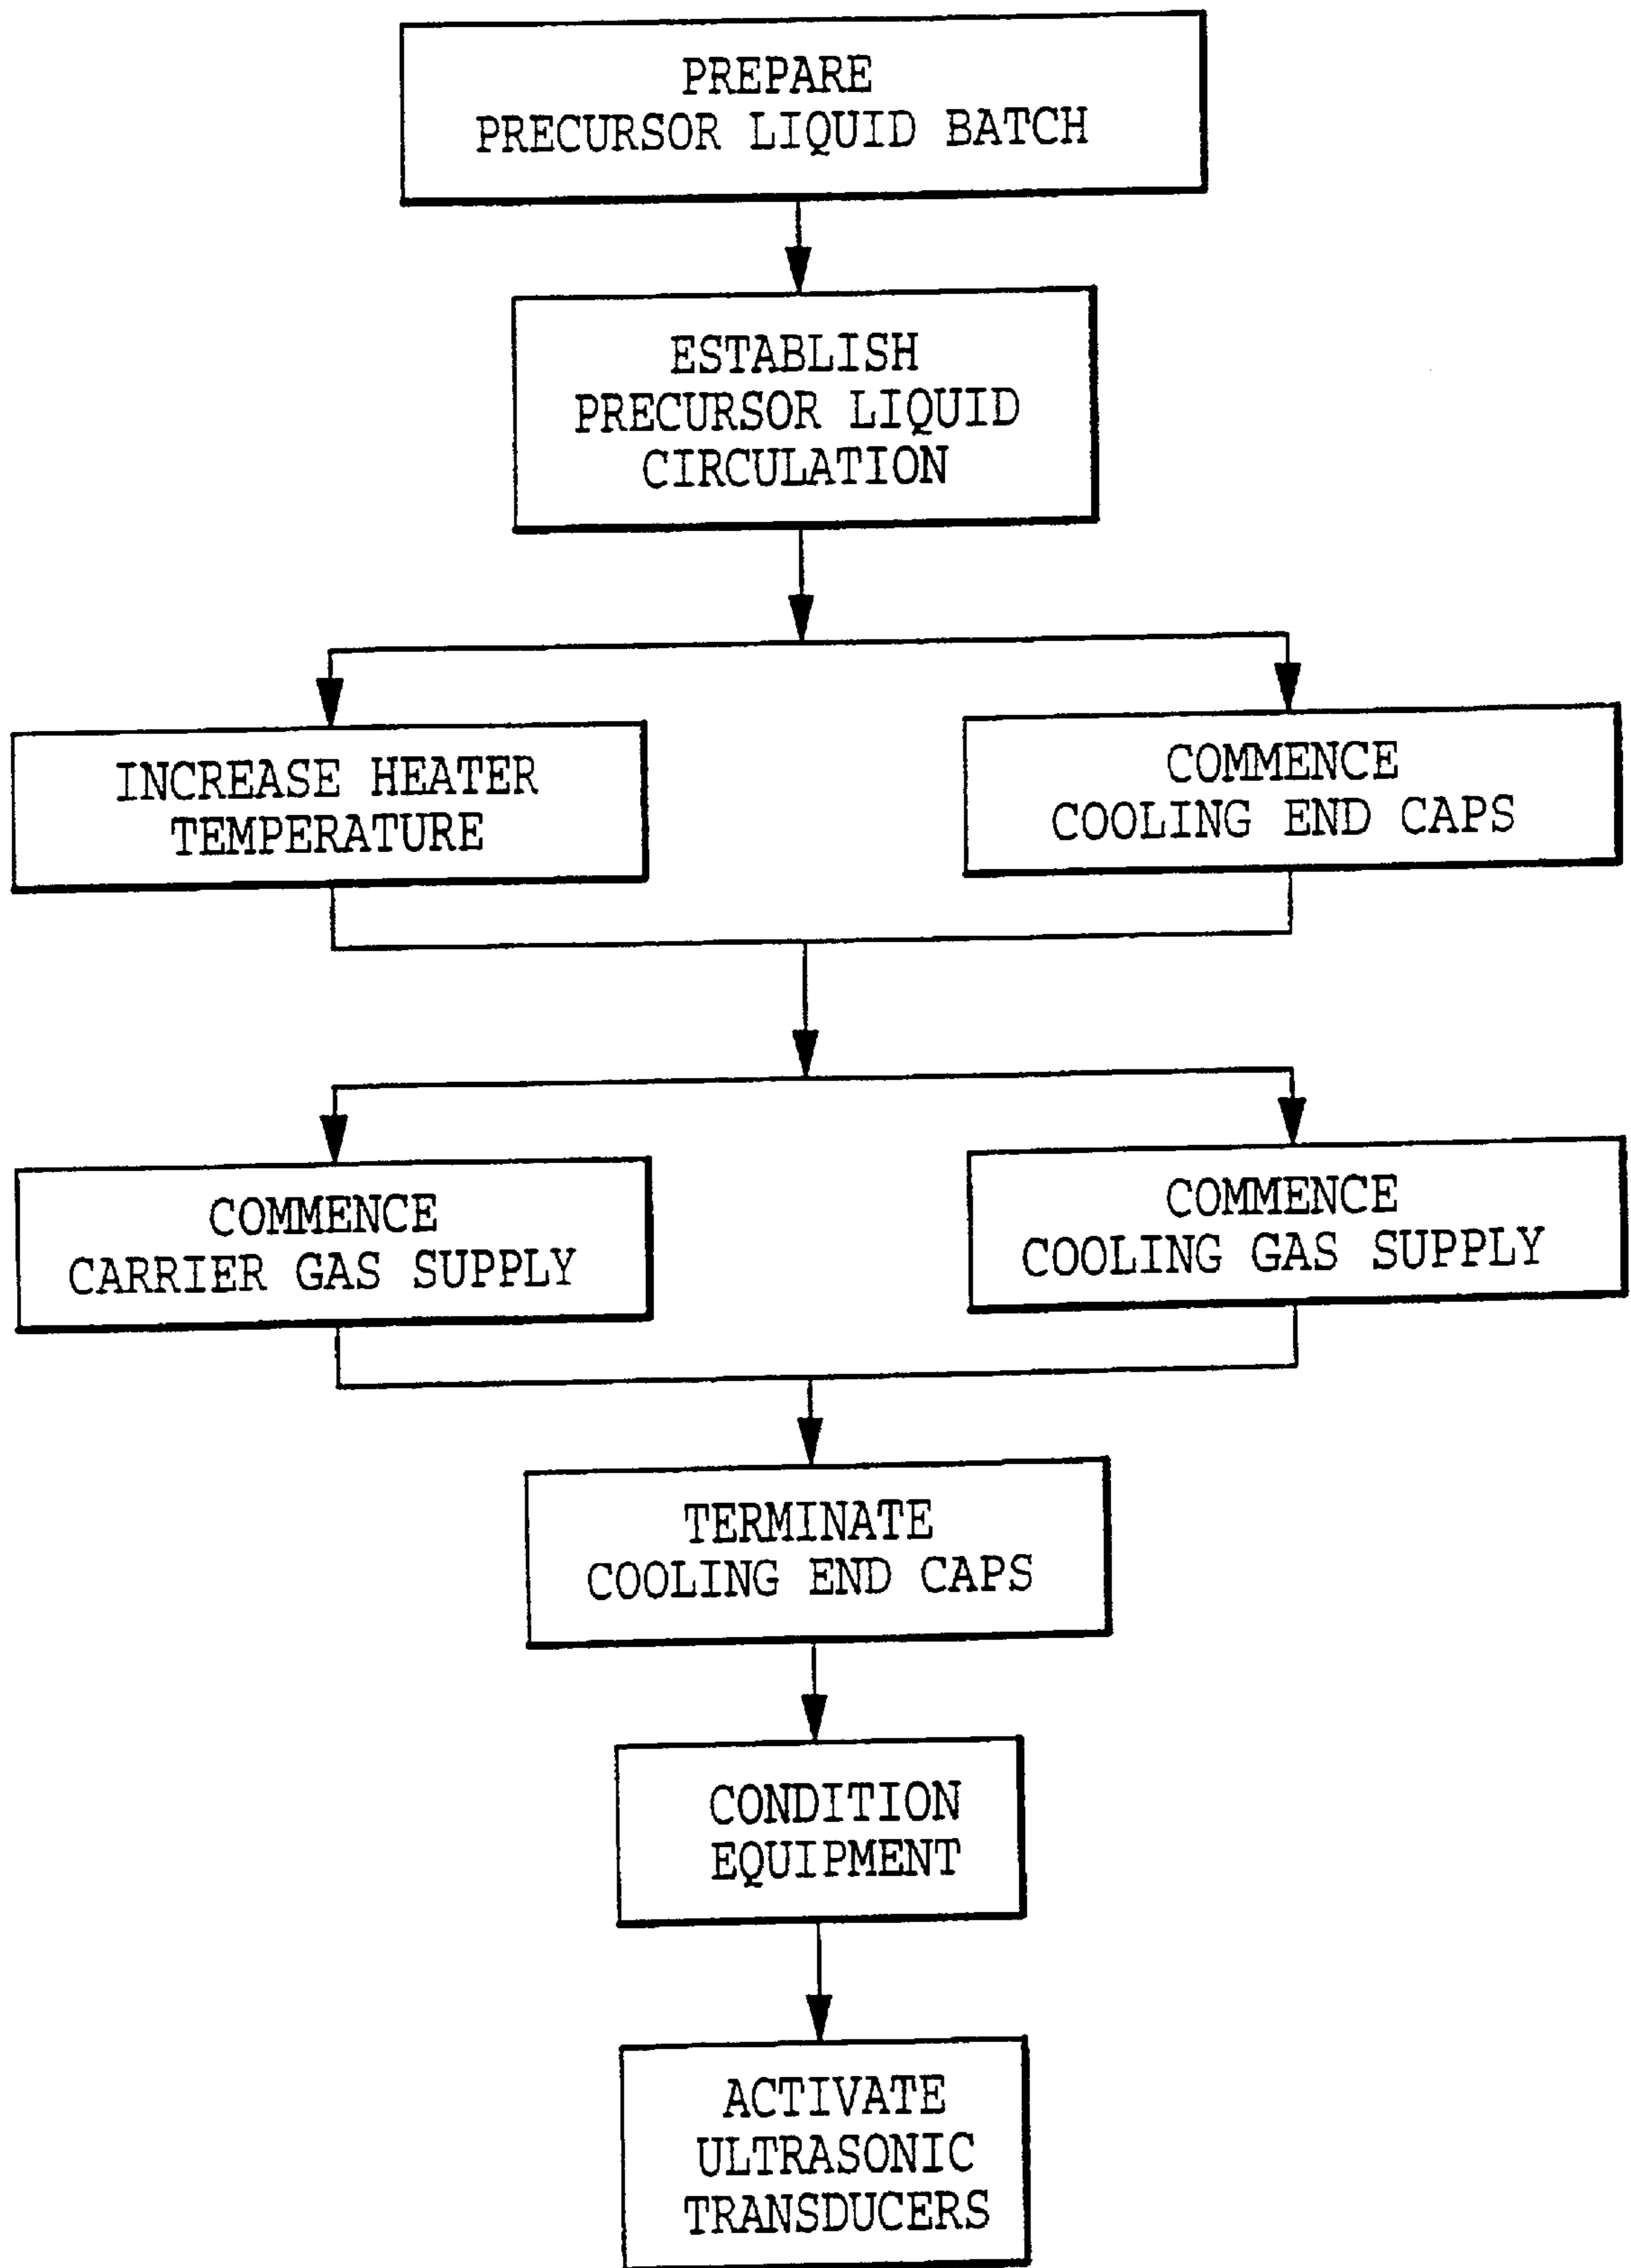 PREPARE
PRECURSOR LIQUID BATCH
ESTABLISH
PRECURSOR LIQUID
CIRCULATION
INCREASE HEATER
TEMPERATURE
COMMENCE
COOLING END CAPS
COMMENCE
CARRIER GAS SUPPLY
COMMENCE
COOLING GAS SUPPLY
TERMINATE
COOLING END CAPS
CONDITION
EQUIPMENT
ACTIVATE
ULTRASONIC
TRANSDUCERS